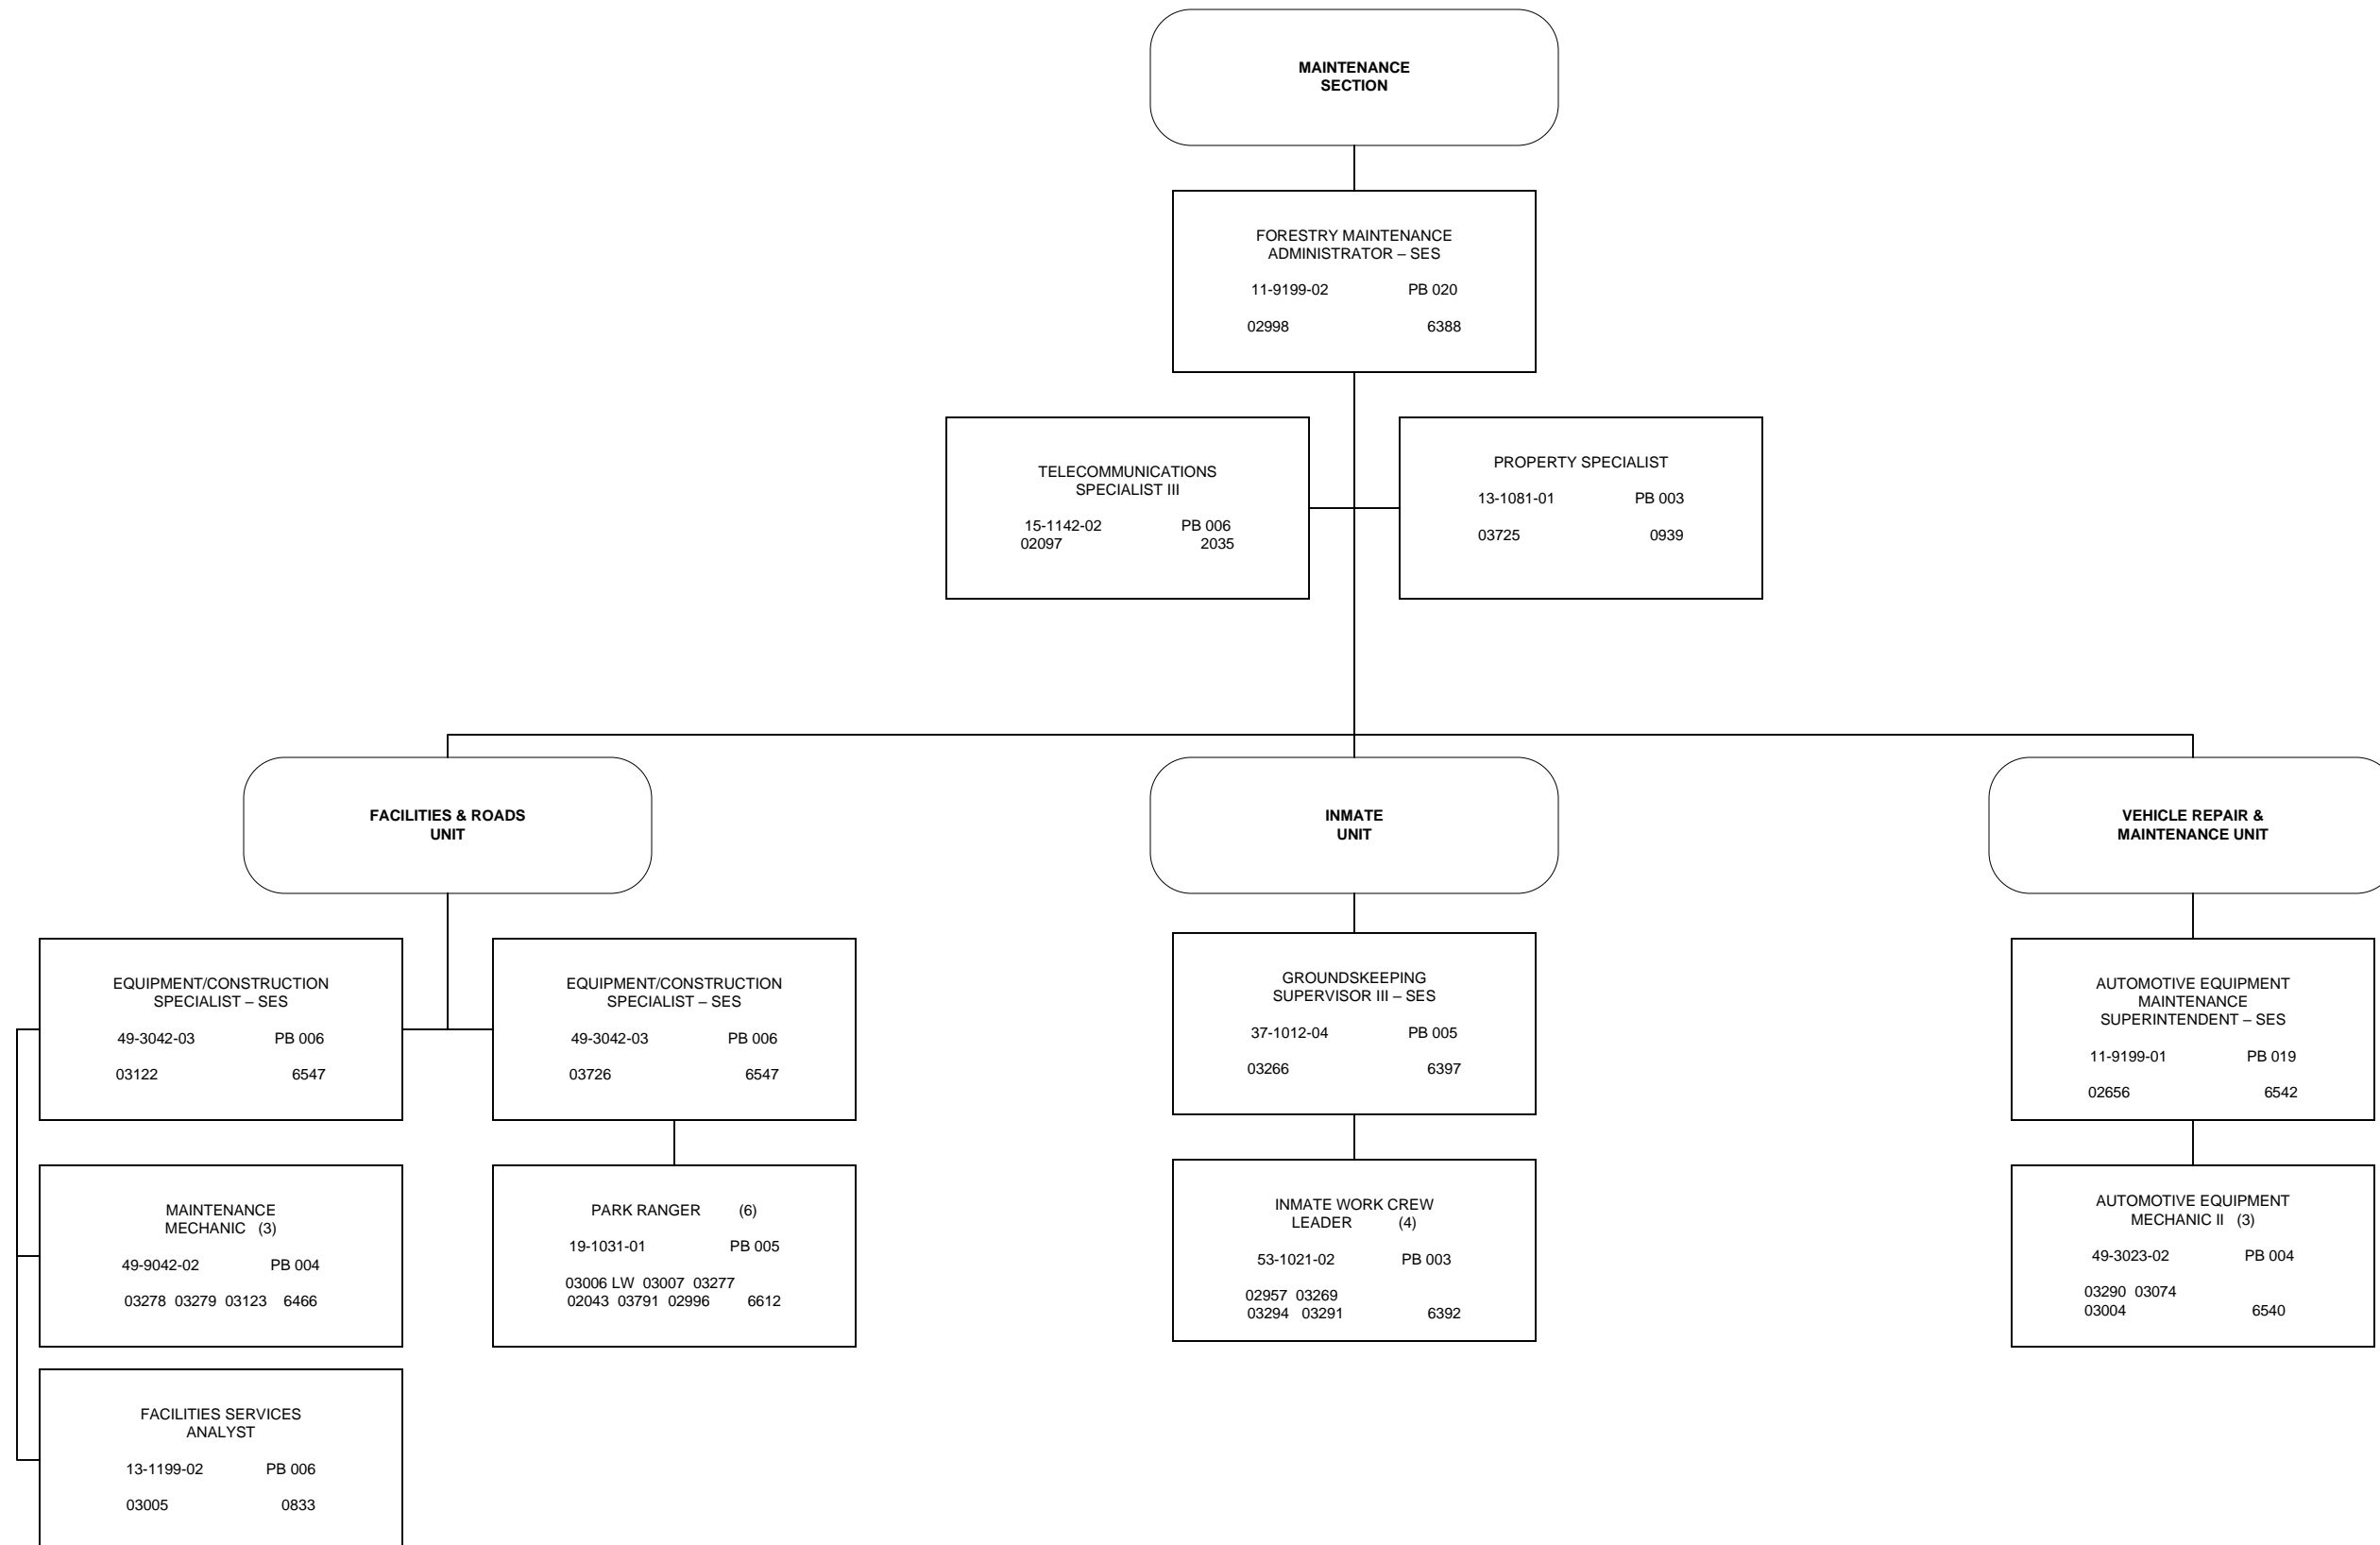 MAINTENANCE
SECTION
FORESTRY MAINTENANCE
ADMINISTRATOR – SES
11-9199-02 PB 020
02998 6388
TELECOMMUNICATIONS
SPECIALIST III
15-1142-02 PB 006
02097 2035
PROPERTY SPECIALIST
13-1081-01 PB 003
03725 0939
FACILITIES & ROADS
UNIT
INMATE
UNIT
VEHICLE REPAIR &
MAINTENANCE UNIT
EQUIPMENT/CONSTRUCTION
SPECIALIST – SES
49-3042-03 PB 006
03122 6547
EQUIPMENT/CONSTRUCTION
SPECIALIST – SES
49-3042-03 PB 006
03726 6547
GROUNDSKEEPING
SUPERVISOR III – SES
37-1012-04 PB 005
03266 6397
AUTOMOTIVE EQUIPMENT
MAINTENANCE
SUPERINTENDENT – SES
11-9199-01 PB 019
02656 6542
MAINTENANCE
MECHANIC (3)
49-9042-02 PB 004
03278 03279 03123 6466
PARK RANGER (6)
19-1031-01 PB 005
03006 LW 03007 03277
02043 03791 02996 6612
INMATE WORK CREW
LEADER (4)
53-1021-02 PB 003
02957 03269
03294 03291 6392
AUTOMOTIVE EQUIPMENT
MECHANIC II (3)
49-3023-02 PB 004
03290 03074
03004 6540
FACILITIES SERVICES
ANALYST
13-1199-02 PB 006
03005 0833